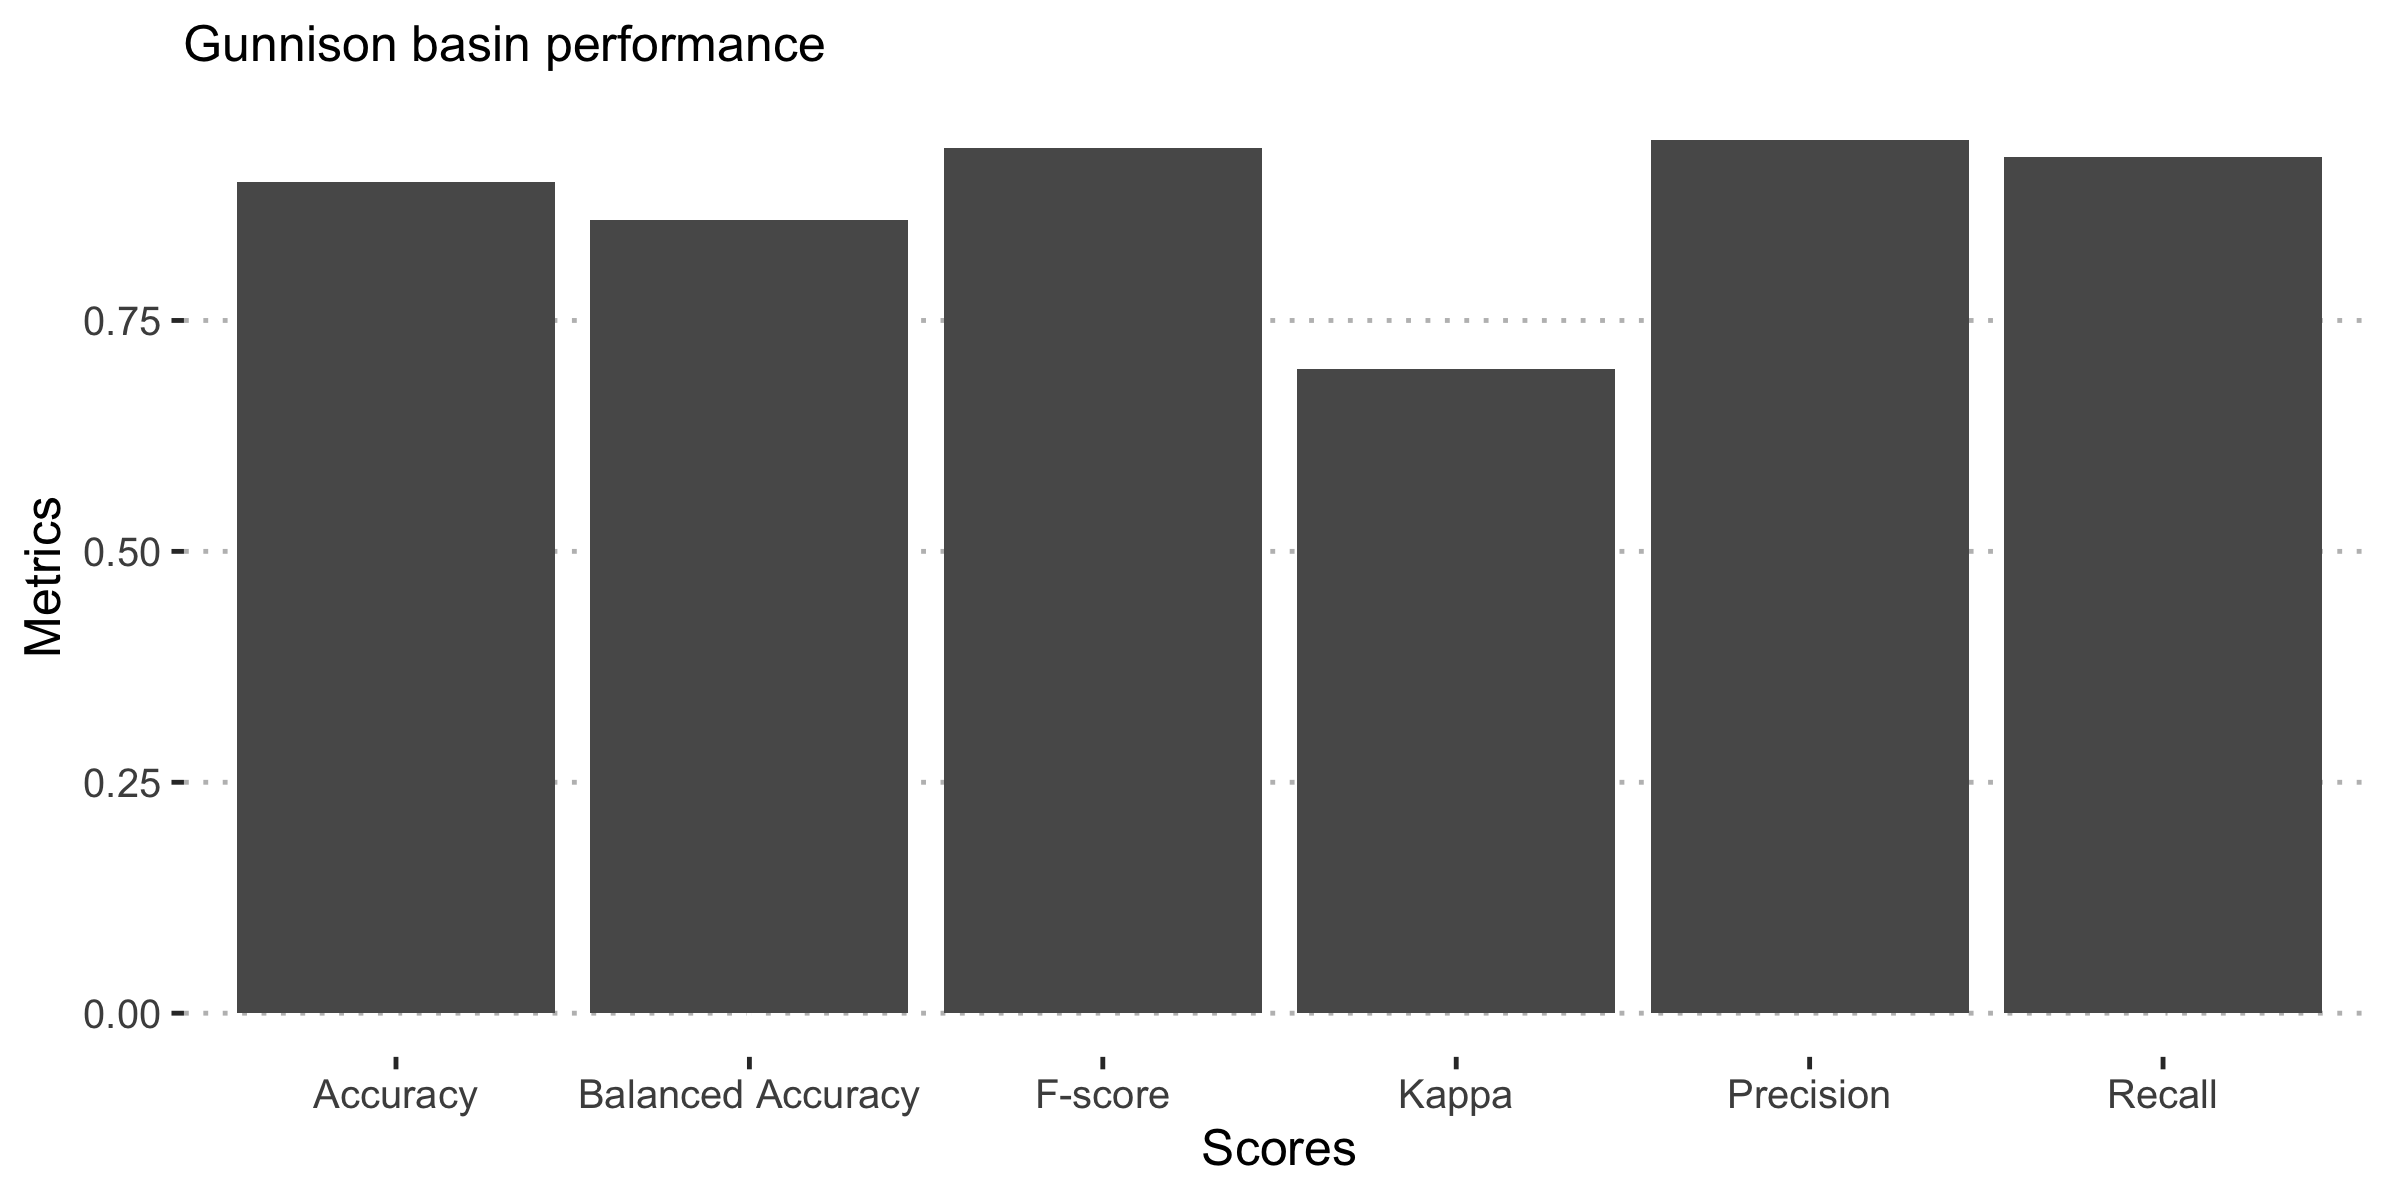 Gunnison basin performance
Metrics
0.75
0.50
0.25
0.00
Accuracy Balanced Accuracy F-score Kappa Precision Recall
Scores